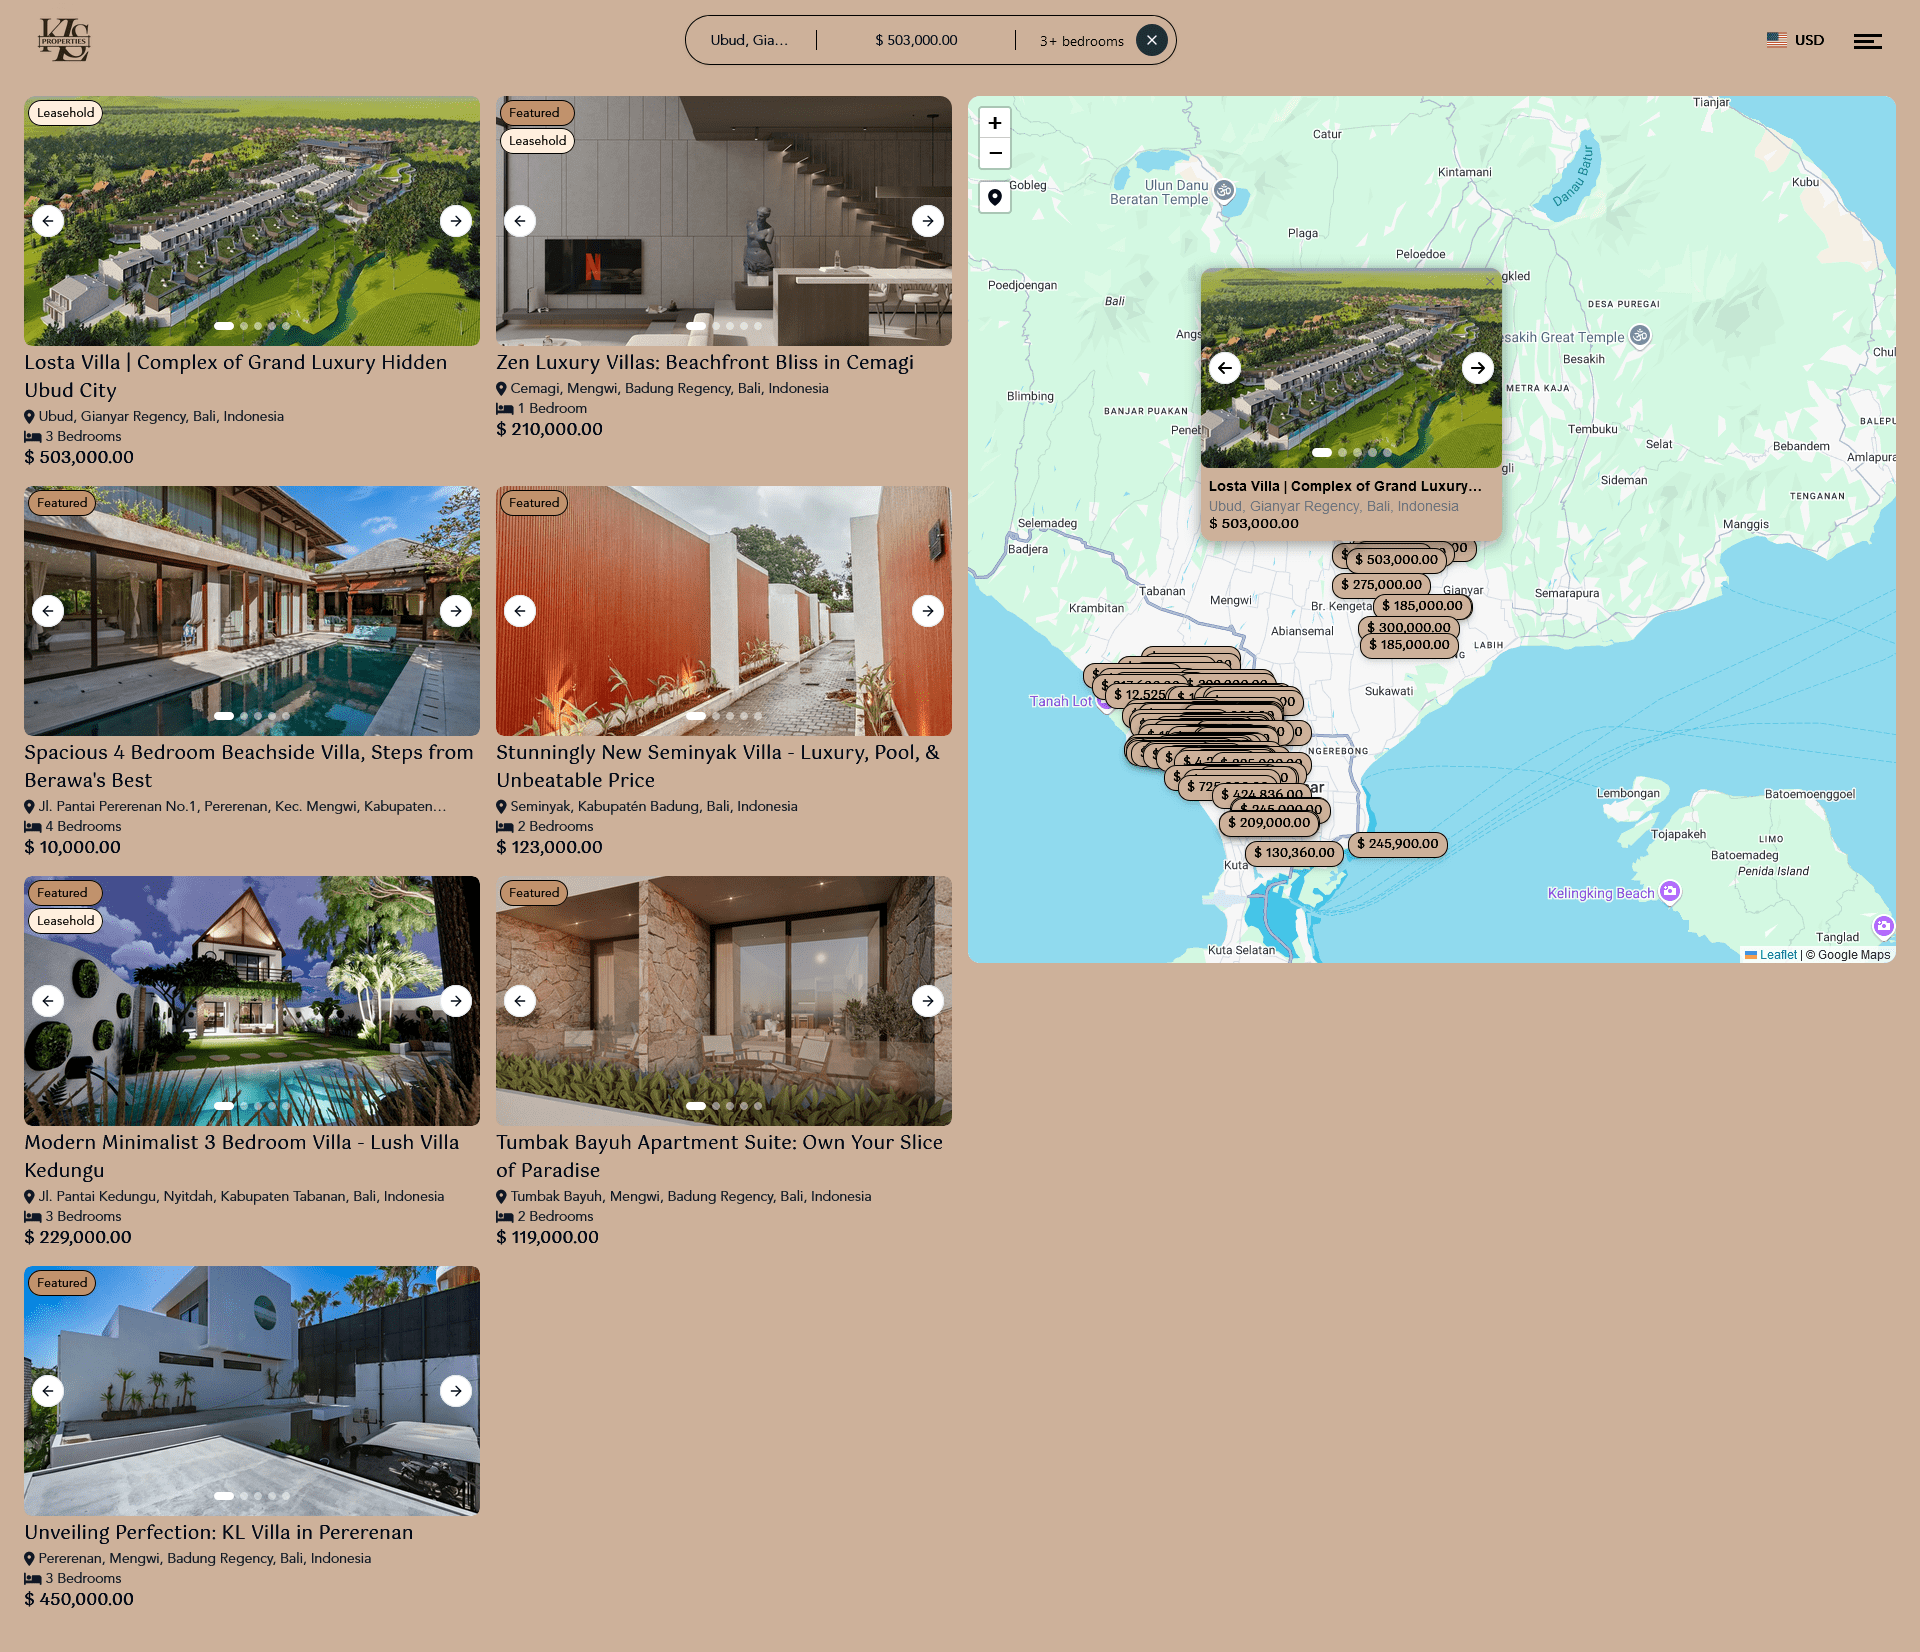 KLS
PROPERTIES
Ubud, Gia...
$ 503,000.00
3+ bedrooms
USD
Leasehold
Losta Villa | Complex of Grand Luxury Hidden
Ubud City
Ubud, Gianyar Regency, Bali, Indonesia
3 Bedrooms
$ 503,000.00
Featured
Leasehold
N
Zen Luxury Villas: Beachfront Bliss in Cemagi
Cemagi, Mengwi, Badung Regency, Bali, Indonesia
1 Bedroom
$ 210,000.00
Featured
Spacious 4 Bedroom Beachside Villa, Steps from
Berawa's Best
Jl. Pantai Pererenan No.1, Pererenan, Kec. Mengwi, Kabupaten...
4 Bedrooms
$ 10,000.00
Featured
Stunningly New Seminyak Villa - Luxury, Pool, &
Unbeatable Price
Seminyak, Kabupatén Badung, Bali, Indonesia
2 Bedrooms
$ 123,000.00
Featured
Leasehold
Modern Minimalist 3 Bedroom Villa - Lush Villa
Kedungu
Jl. Pantai Kedungu, Nyitdah, Kabupaten Tabanan, Bali, Indonesia
3 Bedrooms
$ 229,000.00
Featured
Tumbak Bayuh Apartment Suite: Own Your Slice
of Paradise
Tumbak Bayuh, Mengwi, Badung Regency, Bali, Indonesia
2 Bedrooms
$ 119,000.00
Featured
Unveiling Perfection: KL Villa in Pererenan
Pererenan, Mengwi, Badung Regency, Bali, Indonesia
3 Bedrooms
$ 450,000.00
+
−
Tianjar
Catur
Kintamani
Danau Batur
Kubu
Gobleg
Ulun Danu
Beratan Temple
Plaga
Peloedoe
Poedjoengan
Bali
DESA PUREGAI
Besakih
METRA KAJA
Blimbing
BANJAR PUAKAN
Tembuku
Selat
Bebandem
Sideman
TENGANAN
Manggis
Selemadeg
Badjera
Losta Villa | Complex of Grand Luxury...
Ubud, Gianyar Regency, Bali, Indonesia
$ 503,000.00
$ 503,000.00
$ 275,000.00
Tabanan
Krambitan
Mengwi
Gianyar
Semarapura
$ 185,000.00
Abiansemal
$ 300,000.00
$ 185,000.00
LABIH
Sukawati
Tanah Lot
$ 12,525
NGEREBONG
$ 424,836.00
$ 245,000.00
$ 209,000.00
$ 130,360.00
$ 245,900.00
Kuta
Lembongan
Batoemoenggoel
Tojapakeh
LIMO
Batoemadeg
Penida Island
Kelingking Beach
Tanglad
Kuta Selatan
Leaflet | © Google Maps